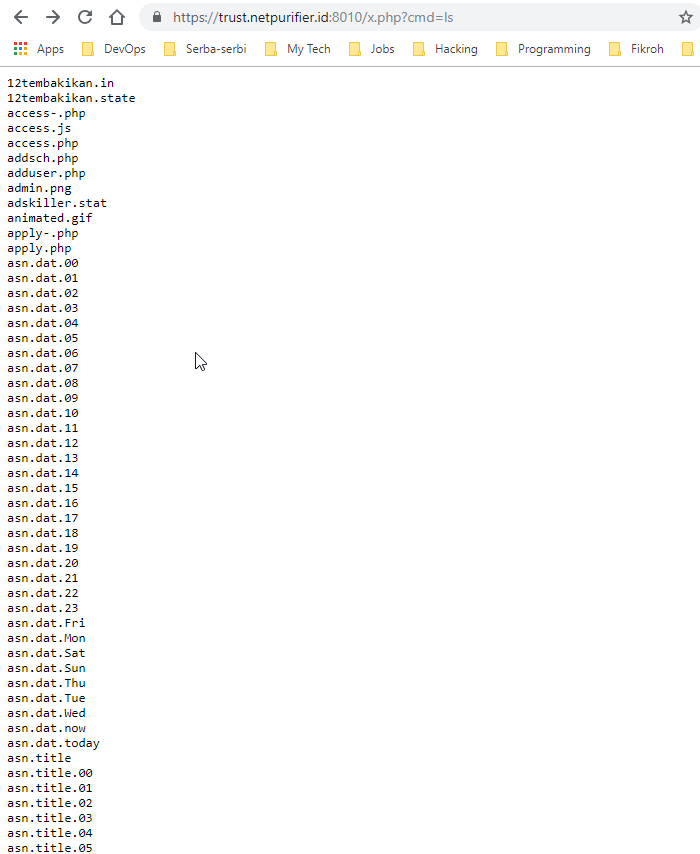 https://trust.netpurifier.id:8010/x.php?cmd=ls
Apps DevOps Serba-serbi My Tech Jobs Hacking Programming Fikroh
12tembakikan.in
12tembakikan.state
access-.php
access.js
access.php
addsch.php
adduser.php
admin.png
adskiller.stat
animated.gif
apply-.php
apply.php
asn.dat.00
asn.dat.01
asn.dat.02
asn.dat.03
asn.dat.04
asn.dat.05
asn.dat.06
asn.dat.07
asn.dat.08
asn.dat.09
asn.dat.10
asn.dat.11
asn.dat.12
asn.dat.13
asn.dat.14
asn.dat.15
asn.dat.16
asn.dat.17
asn.dat.18
asn.dat.19
asn.dat.20
asn.dat.21
asn.dat.22
asn.dat.23
asn.dat.Fri
asn.dat.Mon
asn.dat.Sat
asn.dat.Sun
asn.dat.Thu
asn.dat.Tue
asn.dat.Wed
asn.dat.now
asn.dat.today
asn.title
asn.title.00
asn.title.01
asn.title.02
asn.title.03
asn.title.04
asn.title.05